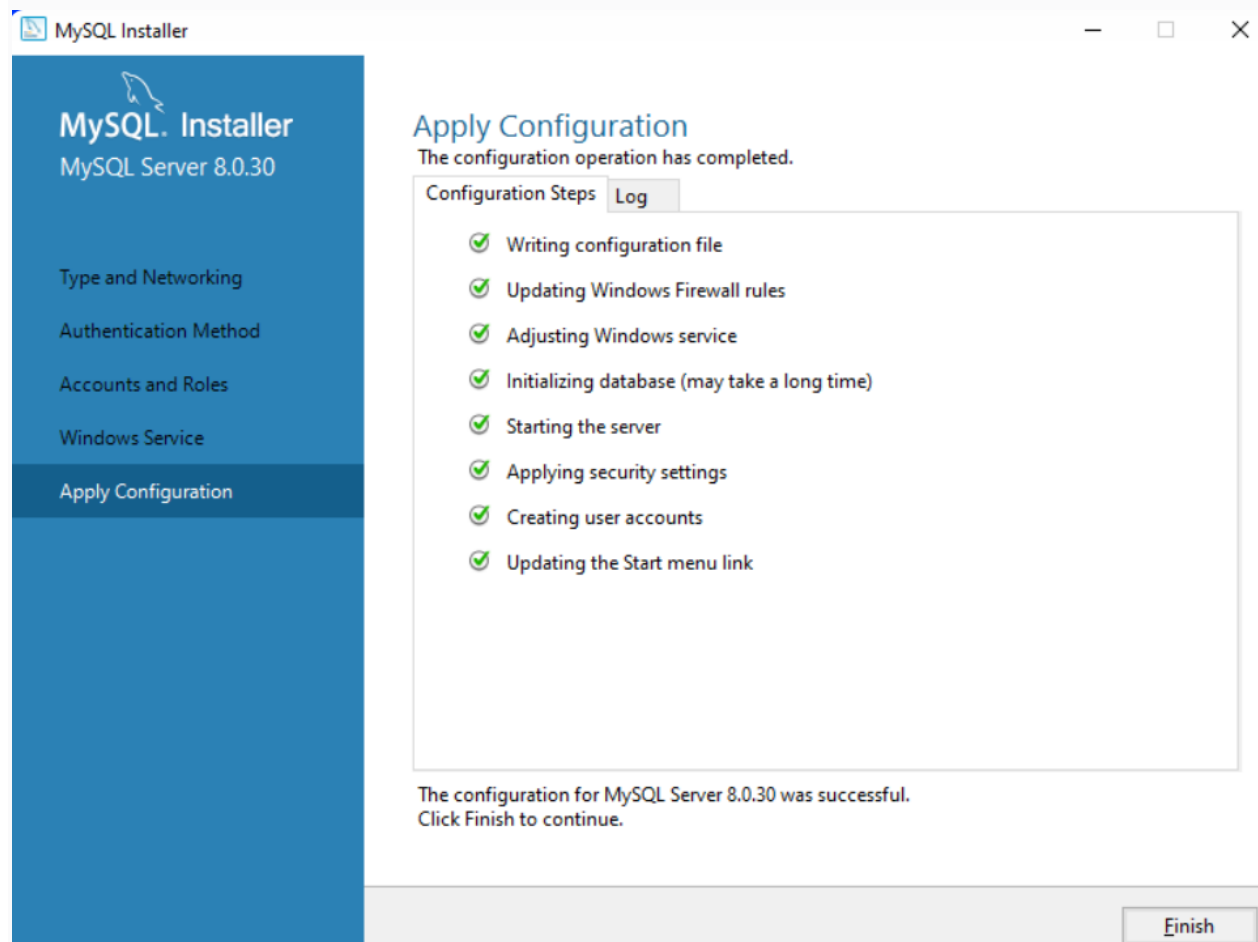 MySQL Installer
MySQL. Installer
MySQL Server 8.0.30
Type and Networking
Authentication Method
Accounts and Roles
Windows Service
Apply Configuration
Apply Configuration
The configuration operation has completed.
Configuration Steps
Log
Writing configuration file
Updating Windows Firewall rules
Adjusting Windows service
Initializing database (may take a long time)
Starting the server
Applying security settings
Creating user accounts
Updating the Start menu link
The configuration for MySQL Server 8.0.30 was successful.
Click Finish to continue.
Finish